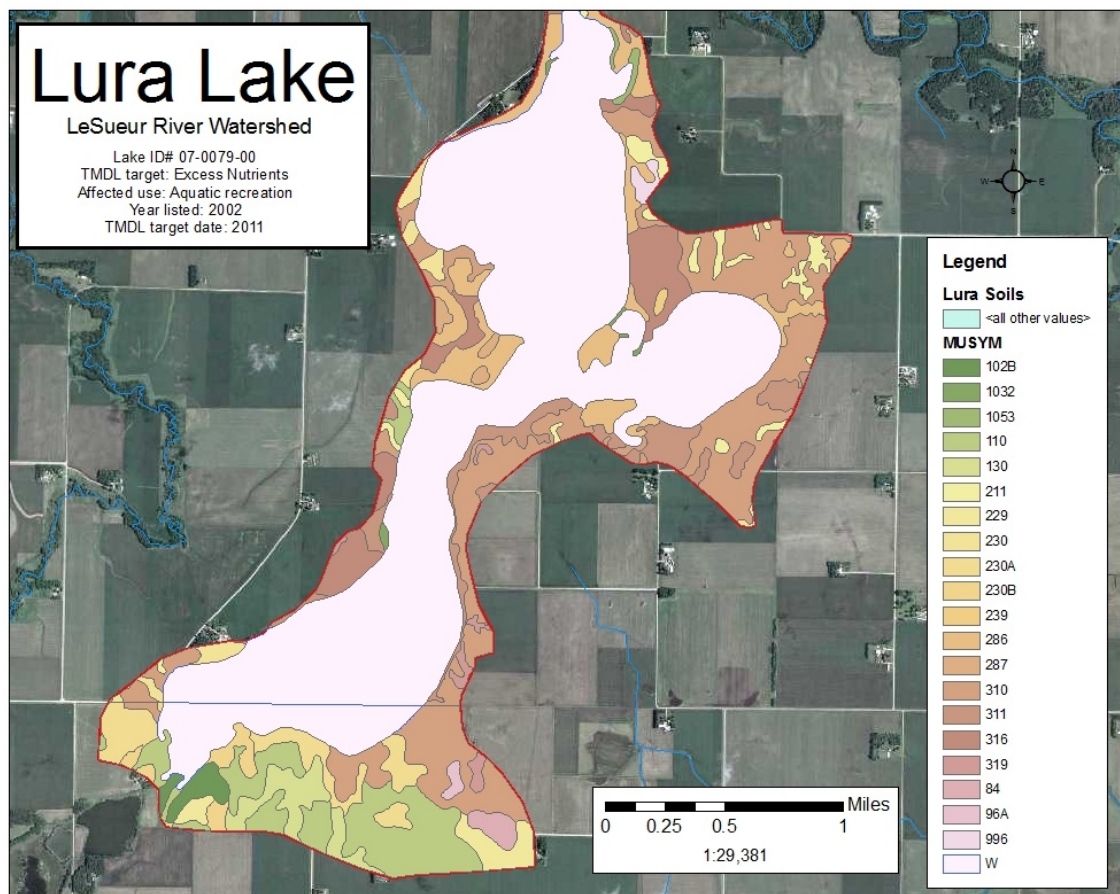 Lura Lake
LeSueur River Watershed
Lake ID# 07-0079-00
TMDL target: Excess Nutrients
Affected use: Aquatic recreation
Year listed: 2002
TMDL target date: 2011
N
W E
S
Legend
Lura Soils
<all other values>
MUSYM
102B
1032
1053
110
130
211
229
230
230A
230B
239
286
287
310
311
316
319
84
96A
996
W
Miles
0 0.25 0.5 1
1:29,381